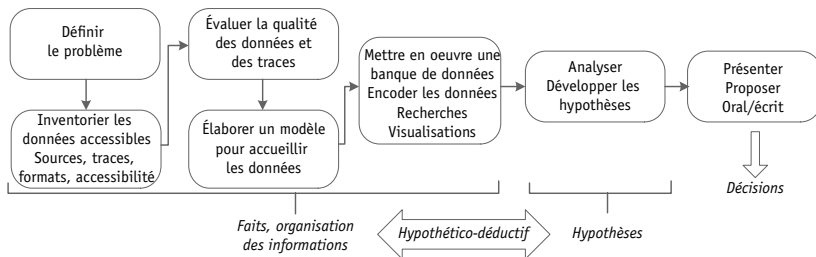 Définir
le problème
Inventorier les
données accessibles
Sources, traces,
formats, accessibilité
Évaluer la qualité
des données et
des traces
Élaborer un modèle
pour accueillir
les données
Mettre en oeuvre une
banque de données
Encoder les données
Recherches
Visualisations
Analyser
Développer les
hypothèses
Présenter
Proposer
Oral/écrit
Décisions
Faits, organisation
des informations
Hypothético-déductif
Hypothèses